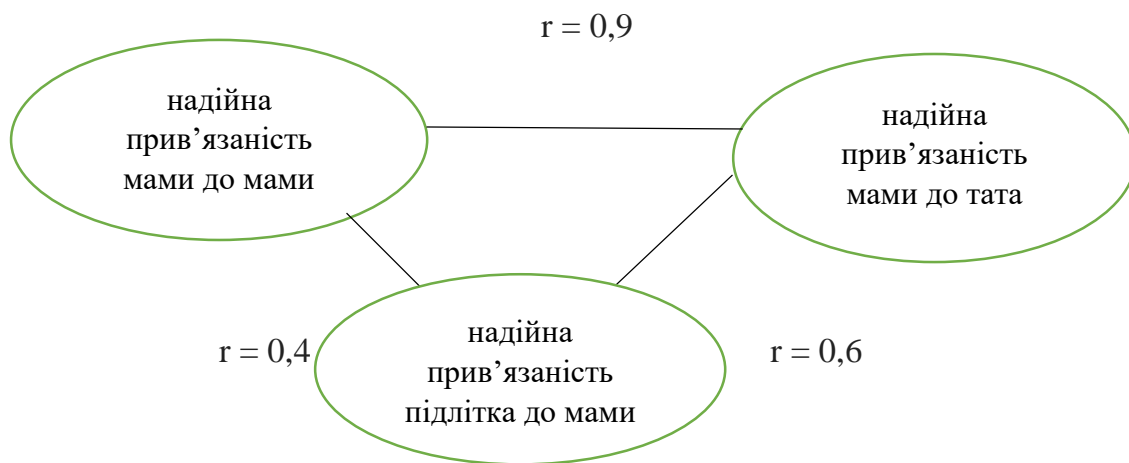 r = 0,9
надійна
прив’язаність
мами до мами
надійна
прив’язаність
мами до тата
r = 0,4
надійна
прив’язаність
підлітка до мами
r = 0,6